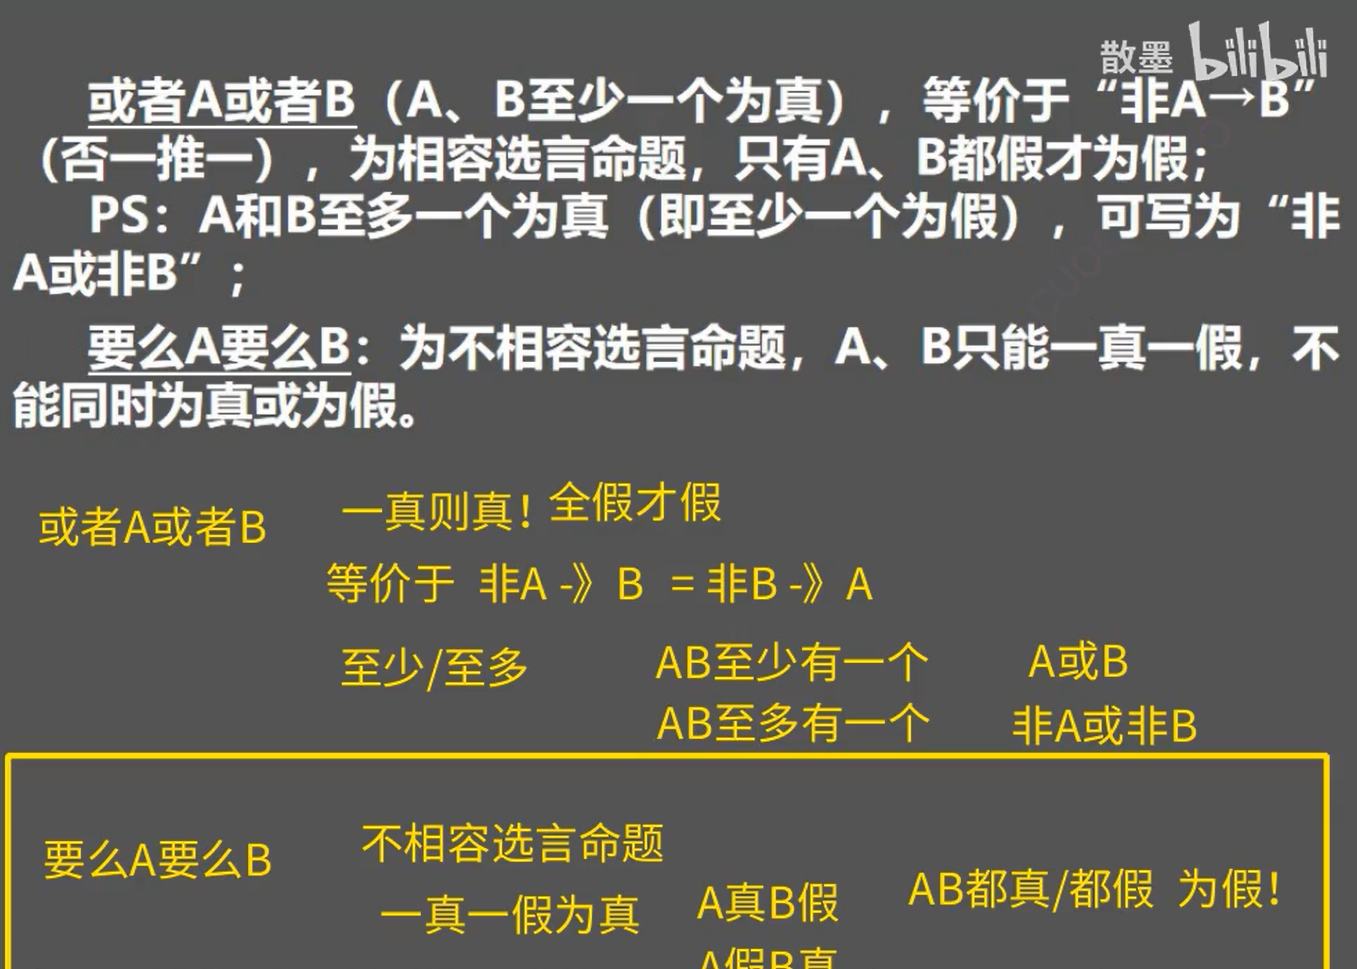 散墨 bilibili
或者A或者B（A、B至少一个为真），等价于“非A→B”
（否一推一），为相容选言命题，只有A、B都假才为假；
PS：A和B至多一个为真（即至少一个为假），可写为“非
A或非B”；
要么A要么B：为不相容选言命题，A、B只能一真一假，不
能同时为真或为假。
或者A或者B 一真则真！全假才假
等价于 非A -》B = 非B -》A
至少/至多 AB至少有一个 A或B
AB至多有一个 非A或非B
要么A要么B 不相容选言命题
一真一假为真 A真B假 AB都真/都假 为假！
A假B真